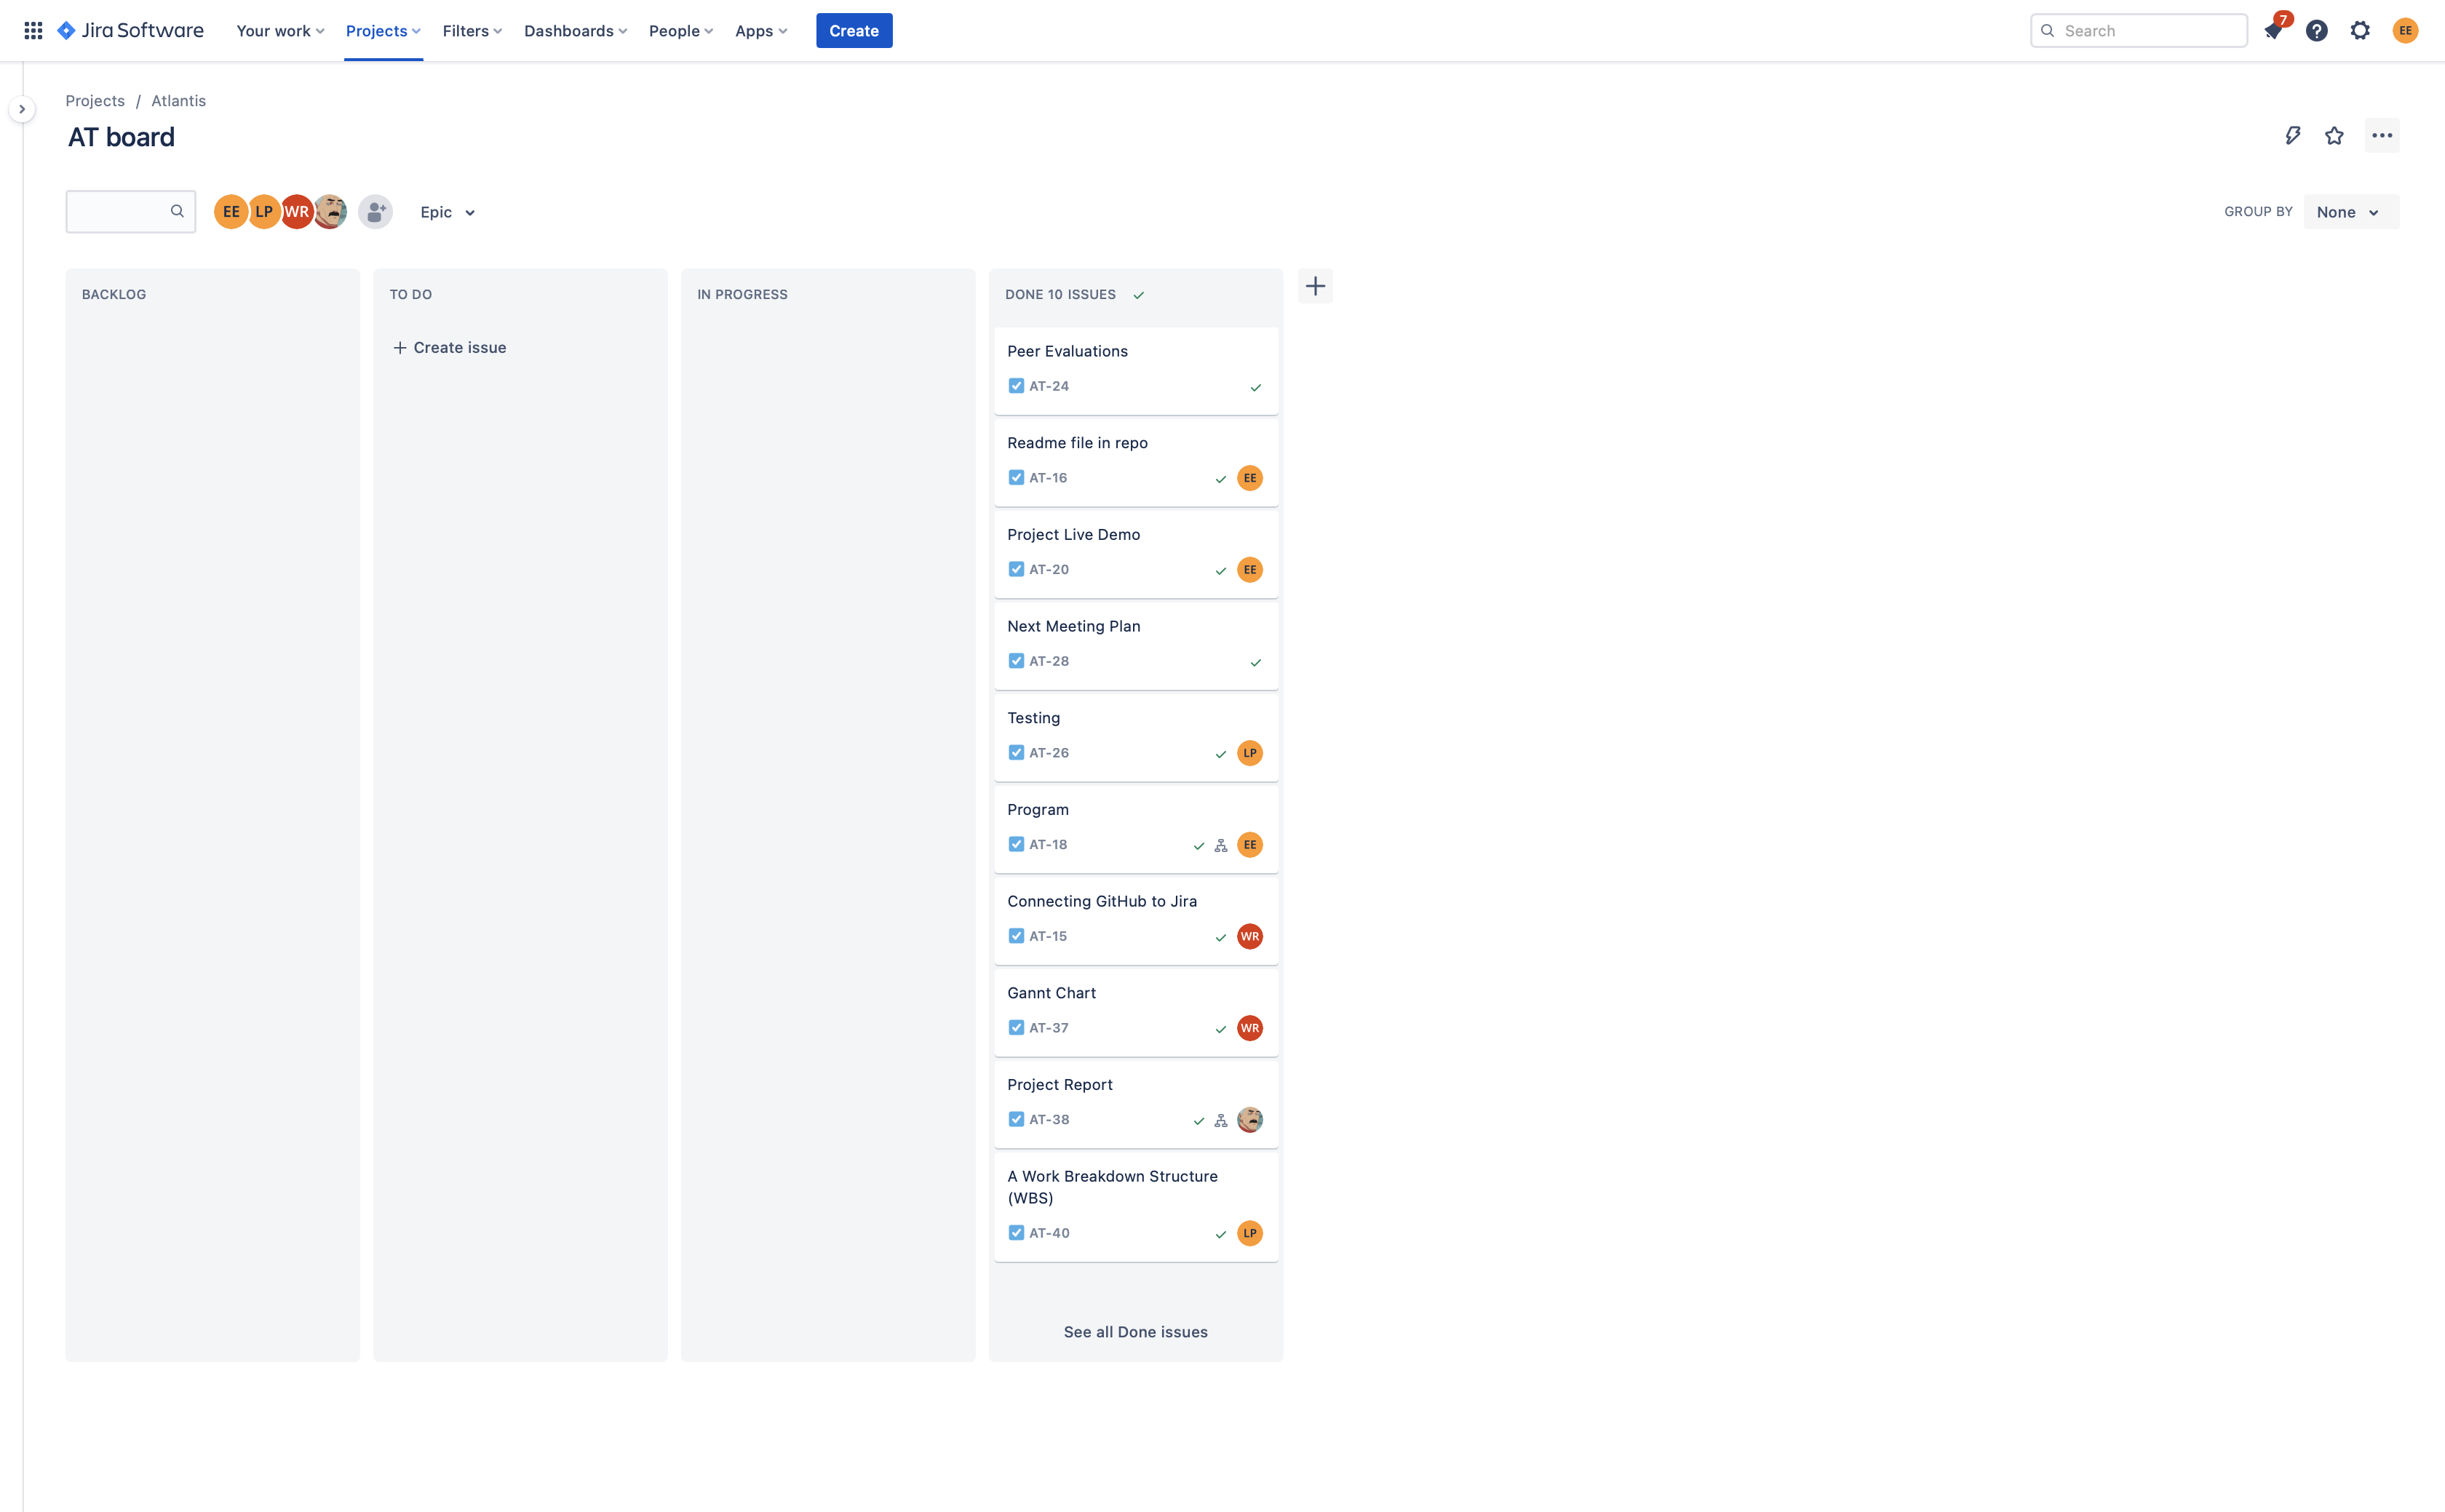 Jira Software Your work Projects Filters Dashboards People Apps Create Search 7 EE
Projects / Atlantis
AT board
EE LP WR Epic GROUP BY None
BACKLOG
TO DO
Create issue
IN PROGRESS
DONE 10 ISSUES
Peer Evaluations
AT-24
Readme file in repo
AT-16 EE
Project Live Demo
AT-20 EE
Next Meeting Plan
AT-28
Testing
AT-26 LP
Program
AT-18 EE
Connecting GitHub to Jira
AT-15 WR
Gannt Chart
AT-37 WR
Project Report
AT-38
A Work Breakdown Structure
(WBS)
AT-40 LP
See all Done issues